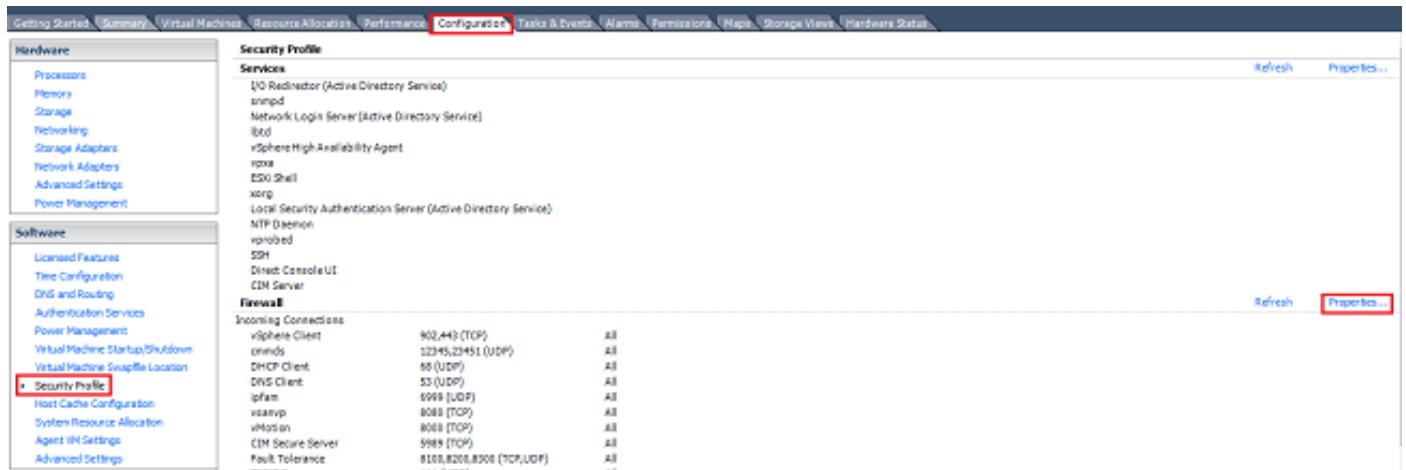 Getting Started Summary Virtual Machines Resource Allocation Performance Configuration Tasks & Events Alarms Permissions Maps Storage Views Hardware Status
Hardware
Processors
Memory
Storage
Networking
Storage Adapters
Network Adapters
Advanced Settings
Power Management
Software
Licensed Features
Time Configuration
DNS and Routing
Authentication Services
Power Management
Virtual Machine Startup/Shutdown
Virtual Machine Swapfile Location
Security Profile
Host Cache Configuration
System Resource Allocation
Agent VM Settings
Advanced Settings
Security Profile
Services Refresh Properties...
I/O Redirector (Active Directory Service)
snmpd
Network Login Server (Active Directory Service)
lbtd
vSphere High Availability Agent
vpxa
ESXi Shell
xorg
Local Security Authentication Server (Active Directory Service)
NTP Daemon
vprobed
SSH
Direct Console UI
CIM Server
Firewall Refresh Properties...
Incoming Connections
vSphere Client 902,443 (TCP) All
cmmds 12345,23451 (UDP) All
DHCP Client 68 (UDP) All
DNS Client 53 (UDP) All
ipfam 6999 (UDP) All
vsanvp 8080 (TCP) All
vMotion 8000 (TCP) All
CIM Secure Server 5989 (TCP) All
Fault Tolerance 8100,8200,8300 (TCP,UDP) All